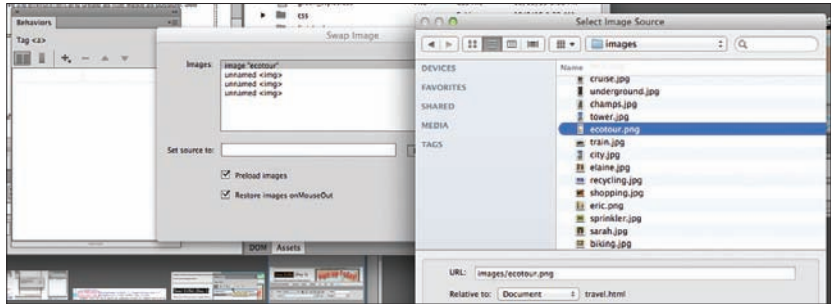 css
Behaviors
Tag <a>
Swap Image
Images:
image "ecotour"
unnamed <img>
unnamed <img>
unnamed <img>
Set source to:
Preload images
Restore images onMouseOut
DOM
Assets
Select Image Source
images
DEVICES
FAVORITES
SHARED
MEDIA
TAGS
Name
cruise.jpg
underground.jpg
champs.jpg
tower.jpg
ecotour.png
train.jpg
city.jpg
elaine.jpg
recycling.jpg
shopping.jpg
eric.png
sprinkler.jpg
sarah.jpg
biking.jpg
URL: images/ecotour.png
Relative to: Document travel.html